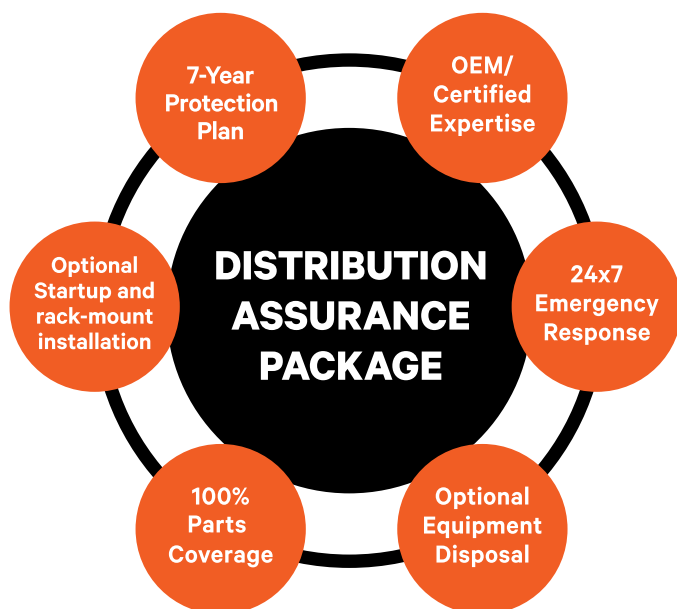 7-Year
Protection
Plan
OEM/
Certified
Expertise
Optional
Startup and
rack-mount
installation
DISTRIBUTION
ASSURANCE
PACKAGE
24x7
Emergency
Response
100%
Parts
Coverage
Optional
Equipment
Disposal